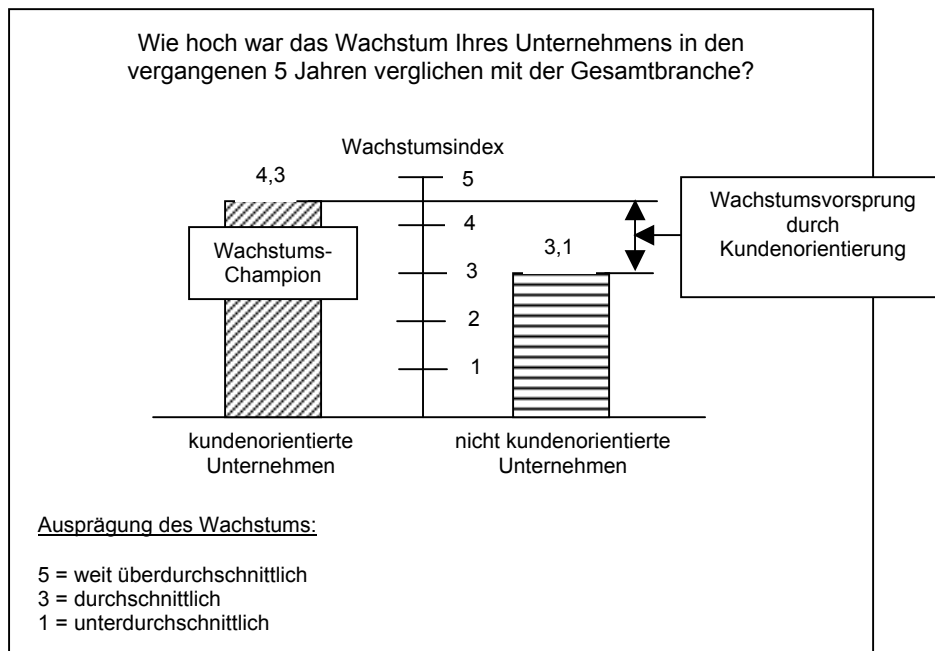 Wie hoch war das Wachstum Ihres Unternehmens in den
vergangenen 5 Jahren verglichen mit der Gesamtbranche?
Wachstumsindex
4,3
5
4
3
2
1
3,1
Wachstums-
Champion
Wachstumsvorsprung
durch
Kundenorientierung
kundenorientierte
Unternehmen
nicht kundenorientierte
Unternehmen
Ausprägung des Wachstums:
5 = weit überdurchschnittlich
3 = durchschnittlich
1 = unterdurchschnittlich